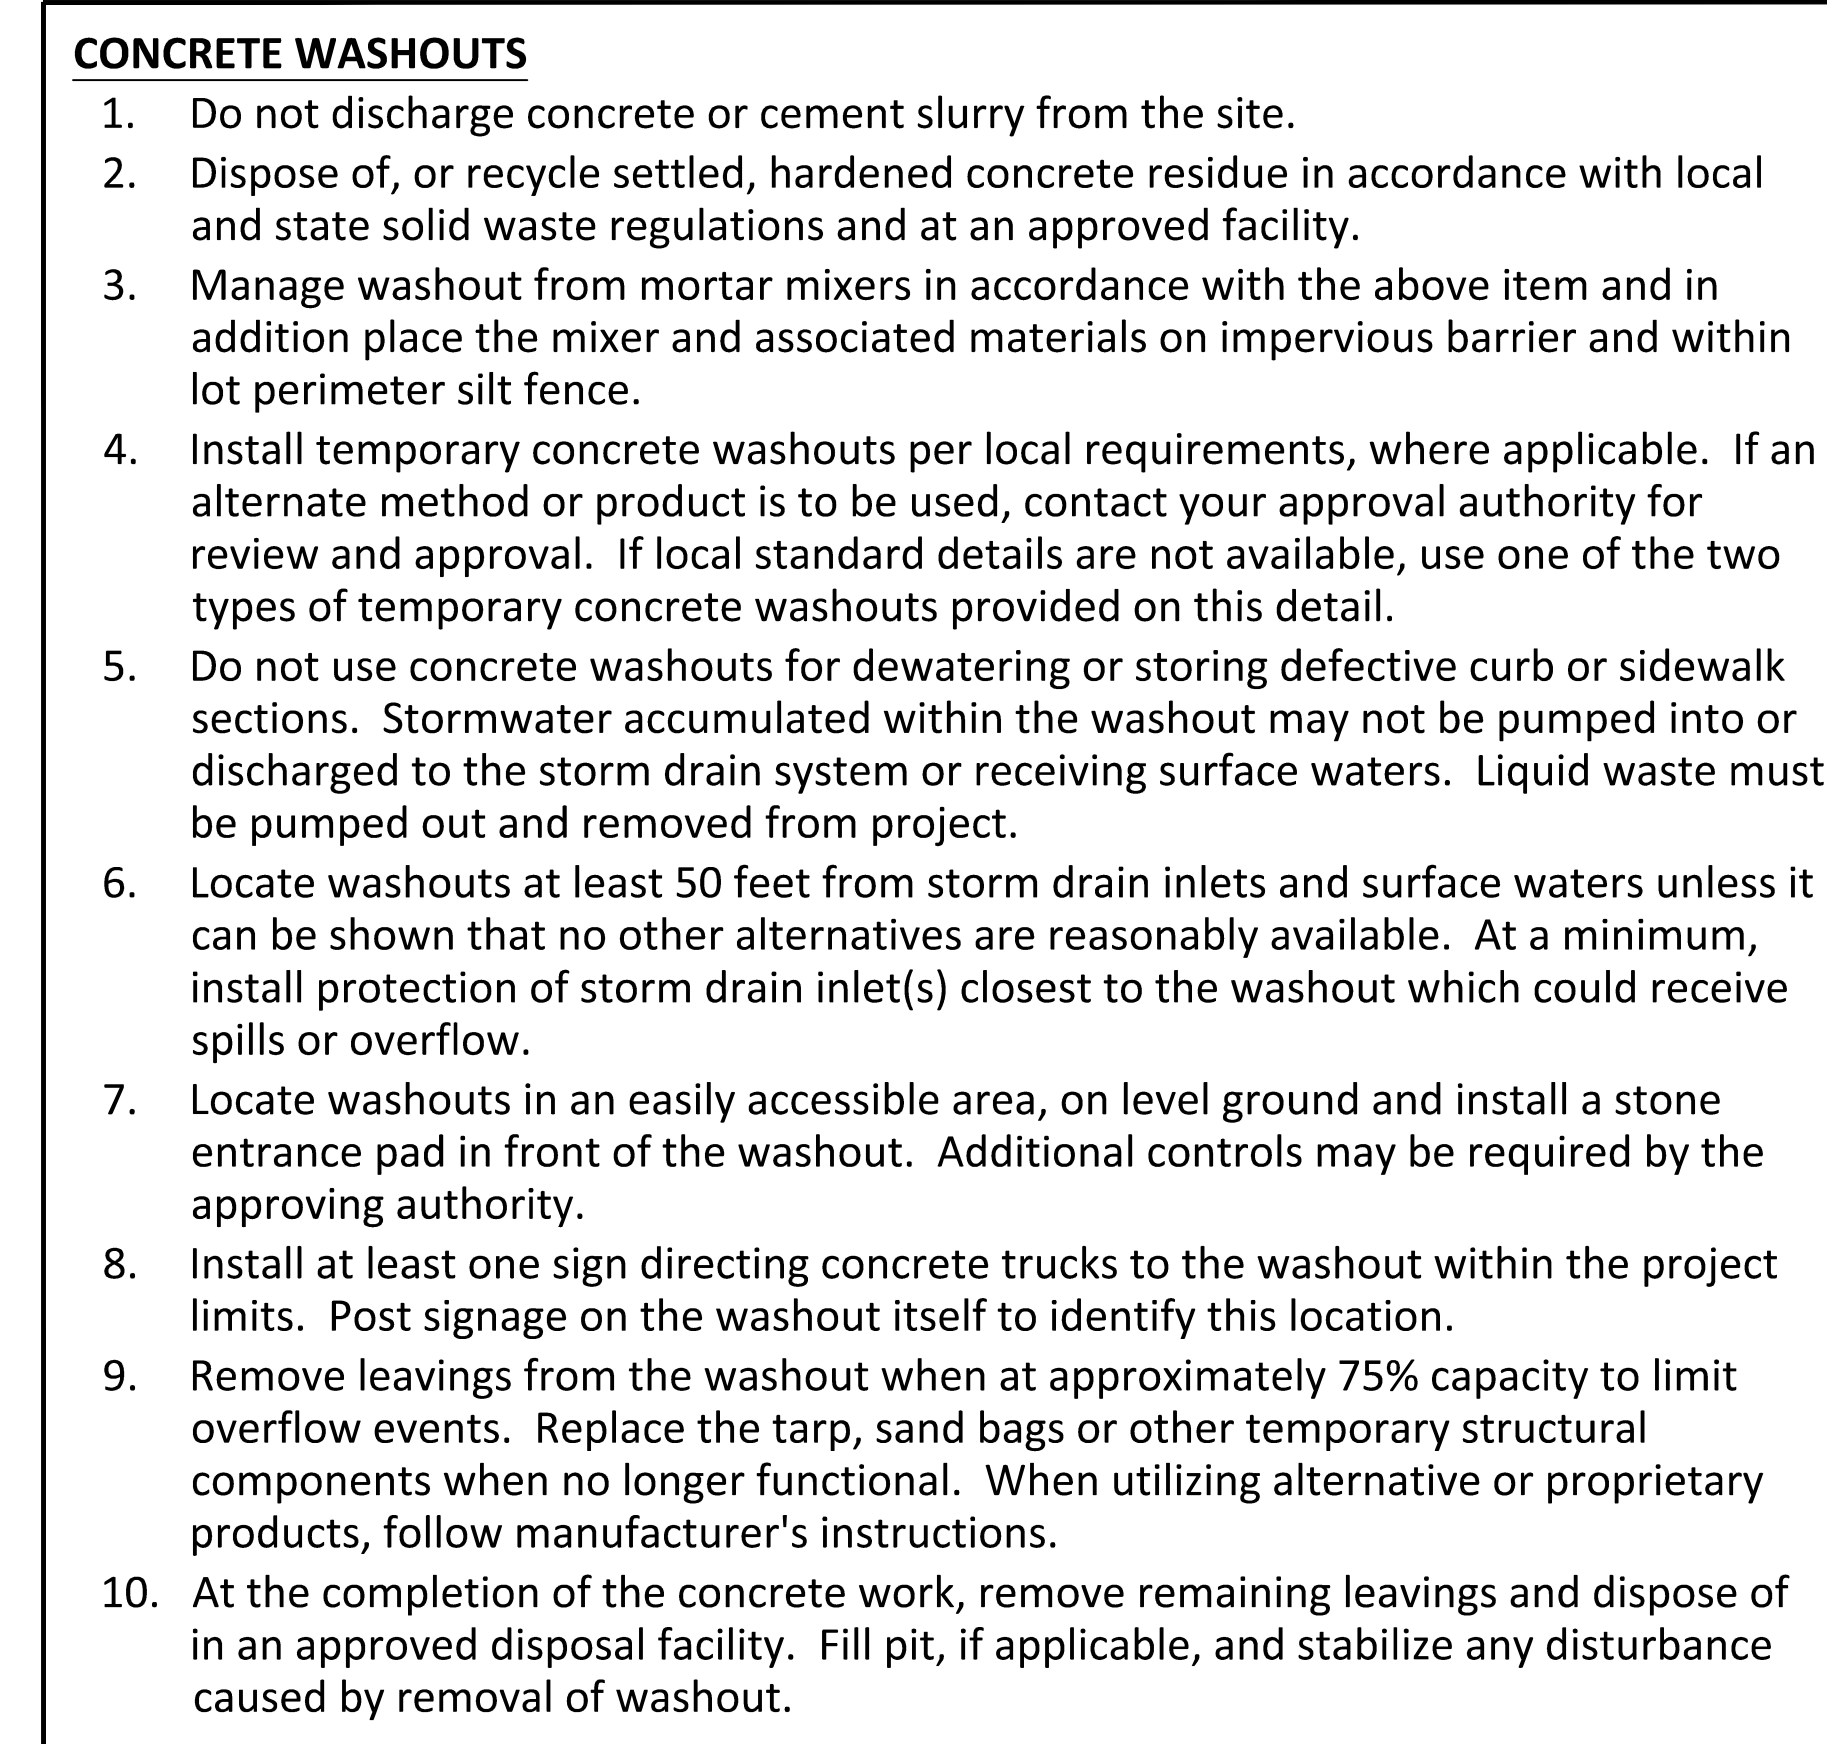 CONCRETE WASHOUTS
1. Do not discharge concrete or cement slurry from the site.
2. Dispose of, or recycle settled, hardened concrete residue in accordance with local
and state solid waste regulations and at an approved facility.
3. Manage washout from mortar mixers in accordance with the above item and in
addition place the mixer and associated materials on impervious barrier and within
lot perimeter silt fence.
4. Install temporary concrete washouts per local requirements, where applicable.  If an
alternate method or product is to be used, contact your approval authority for
review and approval.  If local standard details are not available, use one of the two
types of temporary concrete washouts provided on this detail.
5. Do not use concrete washouts for dewatering or storing defective curb or sidewalk
sections.  Stormwater accumulated within the washout may not be pumped into or
discharged to the storm drain system or receiving surface waters.  Liquid waste must
be pumped out and removed from project.
6. Locate washouts at least 50 feet from storm drain inlets and surface waters unless it
can be shown that no other alternatives are reasonably available.  At a minimum,
install protection of storm drain inlet(s) closest to the washout which could receive
spills or overflow.
7. Locate washouts in an easily accessible area, on level ground and install a stone
entrance pad in front of the washout.  Additional controls may be required by the
approving authority.
8. Install at least one sign directing concrete trucks to the washout within the project
limits.  Post signage on the washout itself to identify this location.
9. Remove leavings from the washout when at approximately 75% capacity to limit
overflow events.  Replace the tarp, sand bags or other temporary structural
components when no longer functional.  When utilizing alternative or proprietary
products, follow manufacturer's instructions.
10. At the completion of the concrete work, remove remaining leavings and dispose of
in an approved disposal facility.  Fill pit, if applicable, and stabilize any disturbance
caused by removal of washout.